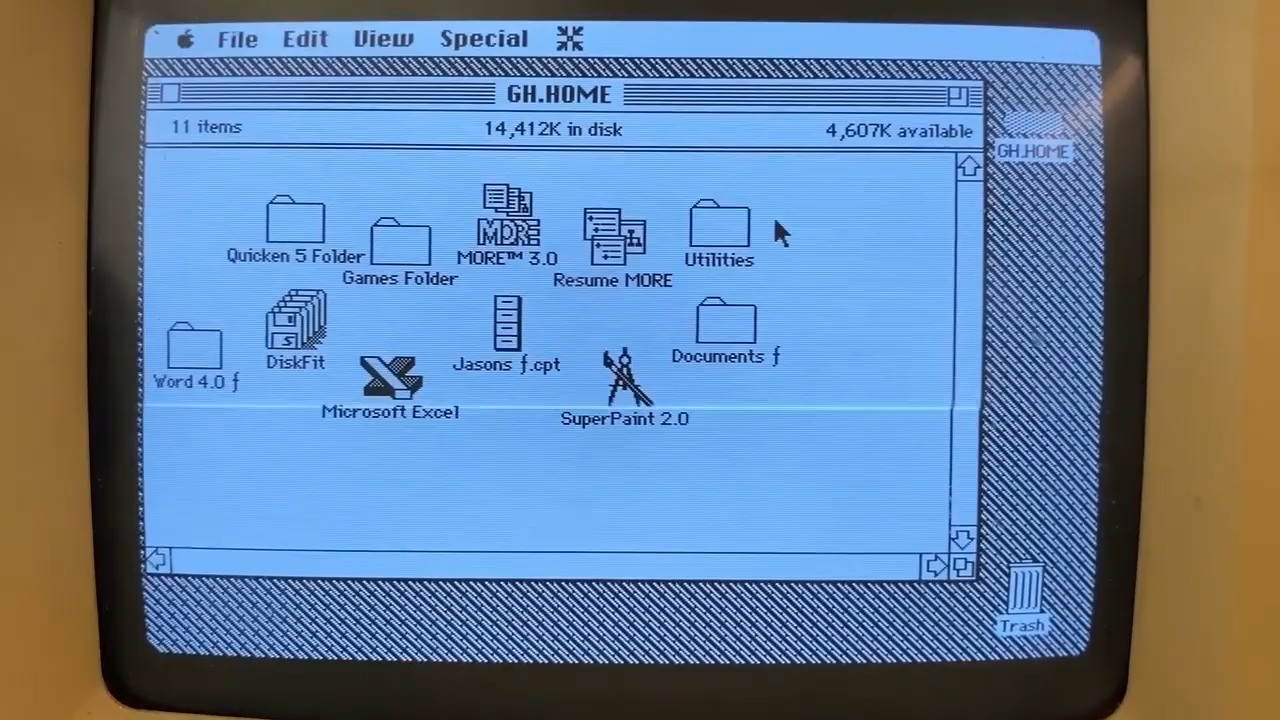 File Edit View Special
GH.HOME
11 items 14,412K in disk 4,607K available
GH.HOME
MORE
Quicken 5 Folder
Games Folder
MORE™ 3.0
Resume MORE
Utilities
Word 4.0 ƒ
S
DiskFit
Microsoft Excel
Jasons ƒ.cpt
SuperPaint 2.0
Documents ƒ
Trash